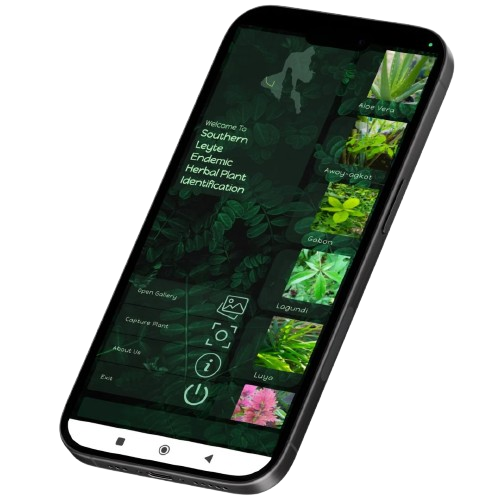 Welcome To
Southern
Leyte
Endemic
Herbal Plant
Identification
Open Gallery
Capture Plant
About Us
Exit
Aloe Vera
Away-agkot
Gabon
Lagundi
Luya